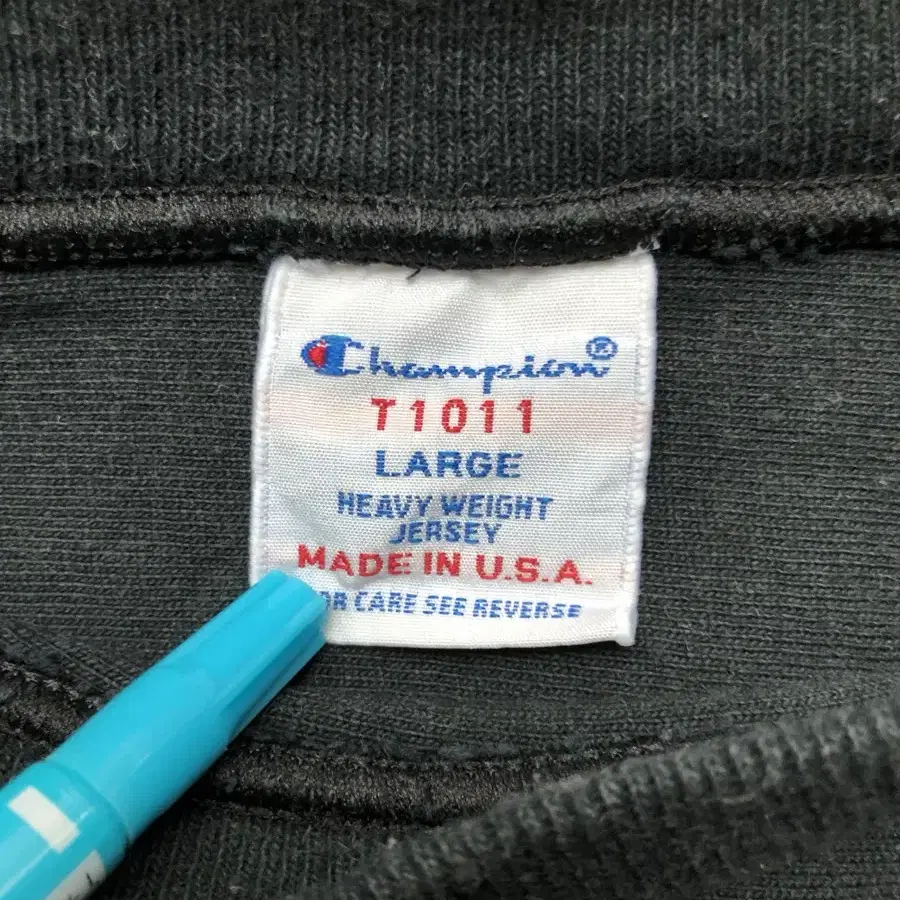 Champion®
T1011
LARGE
HEAVY WEIGHT
JERSEY
MADE IN U.S.A.
OR CARE SEE REVERSE